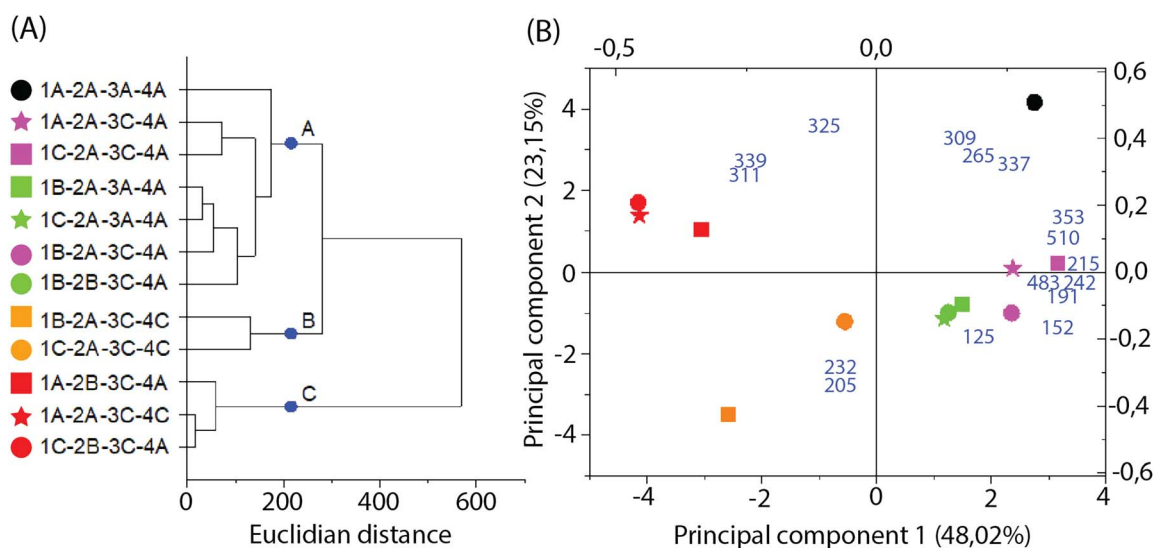 (A)
1A-2A-3A-4A
1A-2A-3C-4A
1C-2A-3C-4A
1B-2A-3A-4A
1C-2A-3A-4A
1B-2A-3C-4A
1B-2B-3C-4A
1B-2A-3C-4C
1C-2A-3C-4C
1A-2B-3C-4A
1A-2A-3C-4C
1C-2B-3C-4A
A
B
C
0 200 400 600
Euclidian distance
(B)
-0,5 0,0
Principal component 2 (23,15%)
4
2
0
-2
-4
325
309
265
337
339
311
353
510
215
483 242
191
152
125
232
205
0,6
0,4
0,2
0,0
-0,2
-0,4
-0,6
-4 -2 0 2 4
Principal component 1 (48,02%)